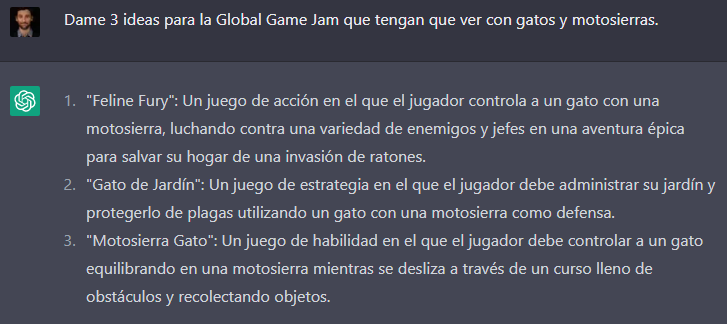 Dame 3 ideas para la Global Game Jam que tengan que ver con gatos y motosierras.
1. "Feline Fury": Un juego de acción en el que el jugador controla a un gato con una
motosierra, luchando contra una variedad de enemigos y jefes en una aventura épica
para salvar su hogar de una invasión de ratones.
2. "Gato de Jardín": Un juego de estrategia en el que el jugador debe administrar su jardín y
protegerlo de plagas utilizando un gato con una motosierra como defensa.
3. "Motosierra Gato": Un juego de habilidad en el que el jugador debe controlar a un gato
equilibrando en una motosierra mientras se desliza a través de un curso lleno de
obstáculos y recolectando objetos.